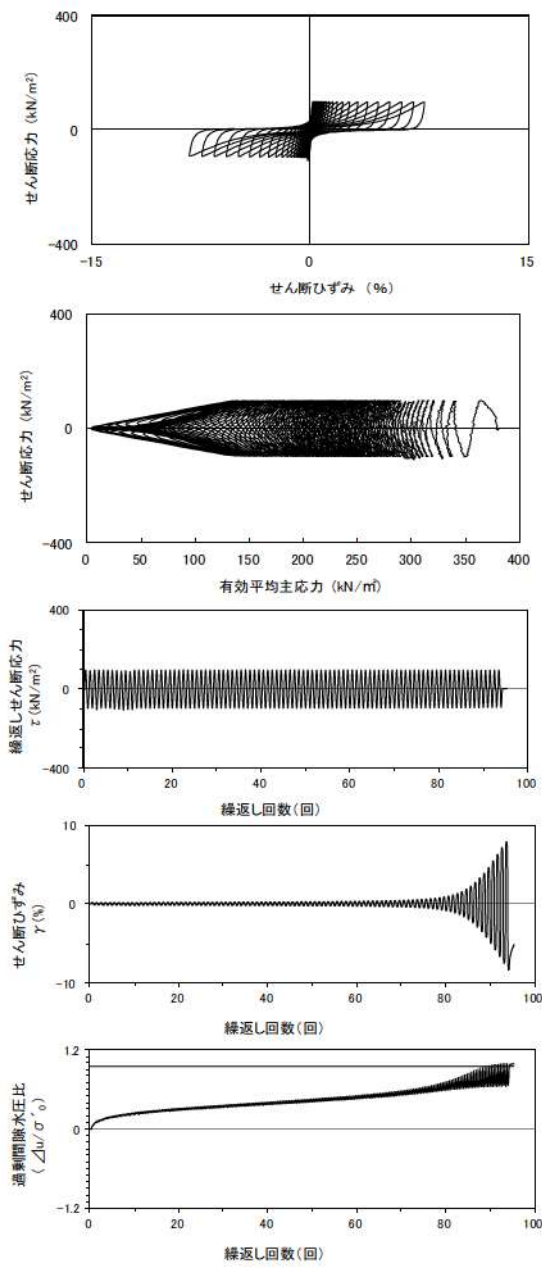 400
0
-400
せん断応力 (kN/m²)
-15 0 15
せん断ひずみ (%)
400
0
-400
せん断応力 (kN/m²)
0 50 100 150 200 250 300 350 400
有効平均主応力 (kN/㎡)
400
0
-400
繰返しせん断応力
τ(kN/m²)
0 20 40 60 80 100
繰返し回数(回)
10
0
-10
せん断ひずみ
γ(%)
0 20 40 60 80 100
繰返し回数(回)
1.2
0
-1.2
過剰間隙水圧比
(⊿u/σ´₀)
0 20 40 60 80 100
繰返し回数(回)